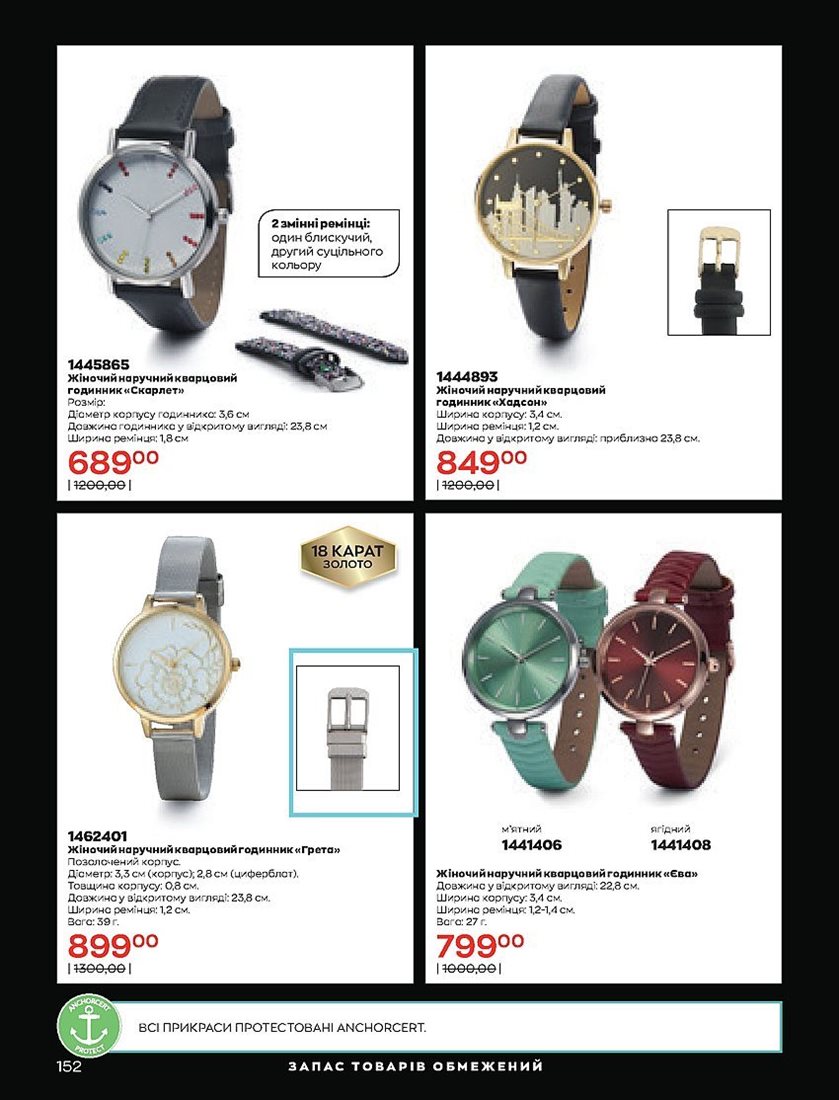 2 змінні ремінці:
один блискучий,
другий суцільного
кольору
1445865
Жіночий наручний кварцовий
годинник «Скарлет»
Розмір:
Діаметр корпусу годинника: 3,6 см
Довжина годинника у відкритому вигляді: 23,8 см
Ширина ремінця: 1,8 см
68900
|1200,00|
1444893
Жіночий наручний кварцовий
годинник «Хадсон»
Ширина корпусу: 3,4 см.
Ширина ремінця: 1,2 см.
Довжина у відкритому вигляді: приблизна 23,8 см.
84900
|1200,00|
18 КАРАТ
ЗОЛОТО
1462401
Жіночий наручний кварцовий годинник «Грета»
Позолочений корпус.
Діаметр: 3,3 см (корпус); 2,8 см (циферблат).
Товщина корпусу: 0,8 см.
Довжина у відкритому вигляді: 23,8 см.
Ширина ремінця: 1,2 см.
Вага: 39 г.
89900
|1300,00|
м'ятний
1441406
ягідний
1441408
Жіночий наручний кварцовий годинник «Єва»
Довжина у відкритому вигляді: 22,8 см.
Ширина корпусу: 3,4 см.
Ширина ремінця: 1,2-1,4 см.
Вага: 27 г.
79900
|1000,00|
ANCHORCERT
PROTECT
ВСІ ПРИКРАСИ ПРОТЕСТОВАНІ ANCHORCERT.
152
ЗАПАС ТОВАРІВ ОБМЕЖЕНИЙ